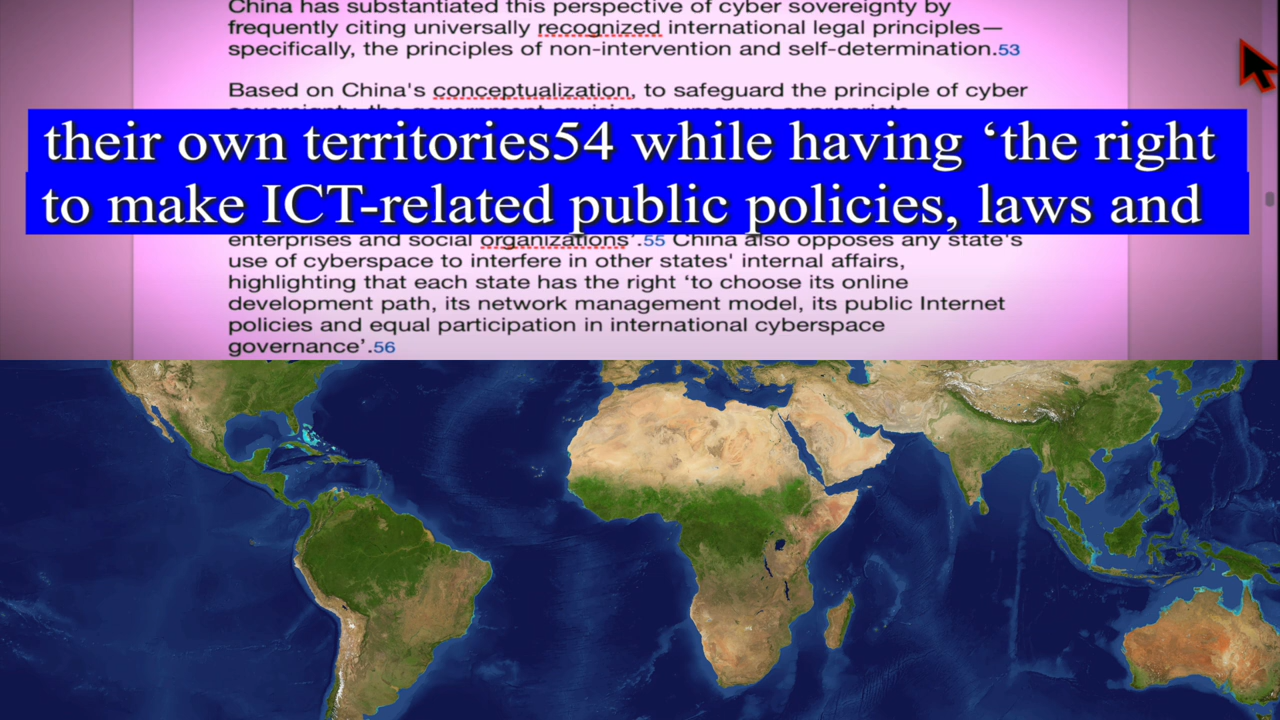 China has substantiated this perspective of cyber sovereignty by
frequently citing universally recognized international legal principles—
specifically, the principles of non-intervention and self-determination.53
Based on China's conceptualization, to safeguard the principle of cyber
their own territories54 while having ‘the right
to make ICT-related public policies, laws and
enterprises and social organizations’.55 China also opposes any state's
use of cyberspace to interfere in other states' internal affairs,
highlighting that each state has the right ‘to choose its online
development path, its network management model, its public Internet
policies and equal participation in international cyberspace
governance’.56